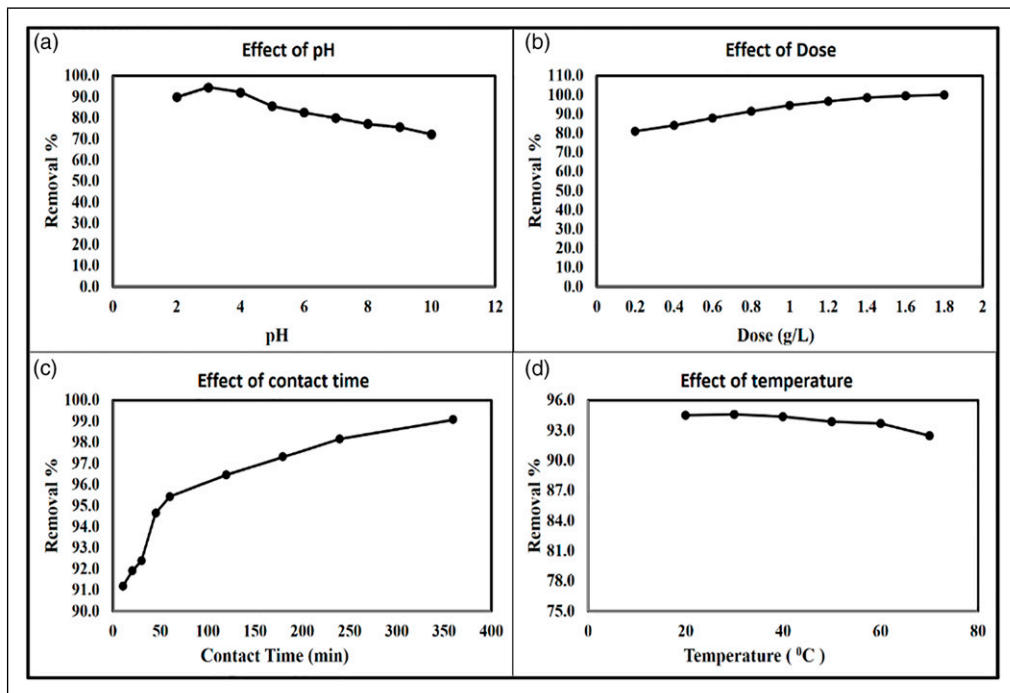 (a)
Effect of pH
100.0
90.0
80.0
70.0
60.0
50.0
40.0
30.0
20.0
10.0
0.0
Removal %
0 2 4 6 8 10 12
pH
(b)
Effect of Dose
110.0
100.0
90.0
80.0
70.0
60.0
50.0
40.0
30.0
20.0
10.0
0.0
Removal %
0 0.2 0.4 0.6 0.8 1 1.2 1.4 1.6 1.8 2
Dose (g/L)
(c)
Effect of contact time
100.0
99.0
98.0
97.0
96.0
95.0
94.0
93.0
92.0
91.0
90.0
Removal %
0 50 100 150 200 250 300 350 400
Contact Time (min)
(d)
Effect of temperature
96.0
93.0
90.0
87.0
84.0
81.0
78.0
75.0
Removal %
0 20 40 60 80
Temperature ( ⁰C )